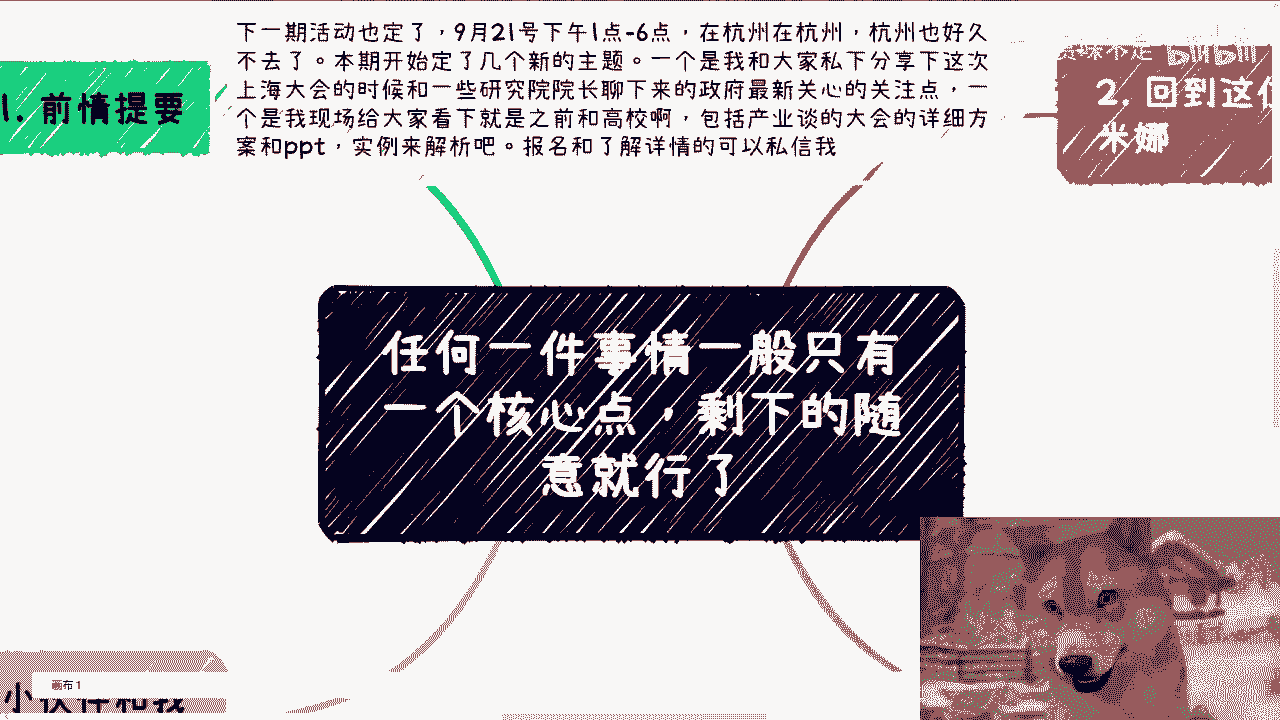 下一期活动也定了，9月21号下午1点-6点，在杭州在杭州，杭州也好久
不去了。本期开始定了几个新的主题。一个是我和大家私下分享下这次
上海大会的时候和一些研究院院长聊下来的政府最新关心的关注点，一
个是我现场给大家看下就是之前和高校啊，包括产业谈的大会的详细方
案和ppt，实例来解析吧。报名和了解详情的可以私信我
1. 前情提要
不走 bilibili
2. 回到这
米娜
任何一件事情一般只有
一个核心点，剩下的随
意就行了
画布 1
小伙伴和我